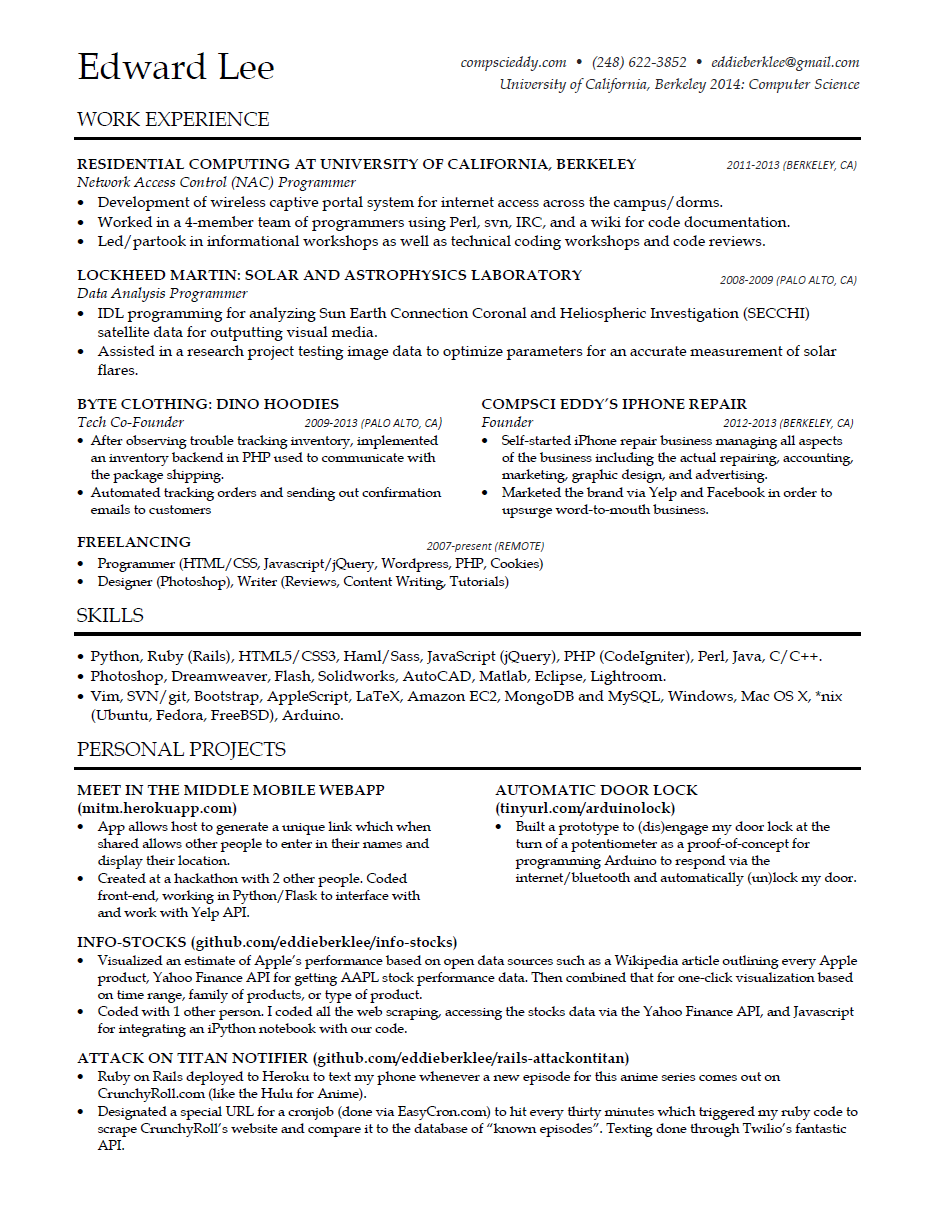 Edward Lee
compscieddy.com • (248) 622-3852 • eddieberklee@gmail.com
University of California, Berkeley 2014: Computer Science
WORK EXPERIENCE
RESIDENTIAL COMPUTING AT UNIVERSITY OF CALIFORNIA, BERKELEY 2011-2013 (BERKELEY, CA)
Network Access Control (NAC) Programmer
• Development of wireless captive portal system for internet access across the campus/dorms.
• Worked in a 4-member team of programmers using Perl, svn, IRC, and a wiki for code documentation.
• Led/partook in informational workshops as well as technical coding workshops and code reviews.
LOCKHEED MARTIN: SOLAR AND ASTROPHYSICS LABORATORY 2008-2009 (PALO ALTO, CA)
Data Analysis Programmer
• IDL programming for analyzing Sun Earth Connection Coronal and Heliospheric Investigation (SECCHI)
satellite data for outputting visual media.
• Assisted in a research project testing image data to optimize parameters for an accurate measurement of solar
flares.
BYTE CLOTHING: DINO HOODIES
Tech Co-Founder 2009-2013 (PALO ALTO, CA)
• After observing trouble tracking inventory, implemented
an inventory backend in PHP used to communicate with
the package shipping.
• Automated tracking orders and sending out confirmation
emails to customers
COMPSCI EDDY'S IPHONE REPAIR
Founder 2012-2013 (BERKELEY, CA)
• Self-started iPhone repair business managing all aspects
of the business including the actual repairing, accounting,
marketing, graphic design, and advertising.
• Marketed the brand via Yelp and Facebook in order to
upsurge word-to-mouth business.
FREELANCING 2007-present (REMOTE)
• Programmer (HTML/CSS, Javascript/jQuery, Wordpress, PHP, Cookies)
• Designer (Photoshop), Writer (Reviews, Content Writing, Tutorials)
SKILLS
• Python, Ruby (Rails), HTML5/CSS3, Haml/Sass, JavaScript (jQuery), PHP (CodeIgniter), Perl, Java, C/C++.
• Photoshop, Dreamweaver, Flash, Solidworks, AutoCAD, Matlab, Eclipse, Lightroom.
• Vim, SVN/git, Bootstrap, AppleScript, LaTeX, Amazon EC2, MongoDB and MySQL, Windows, Mac OS X, *nix
(Ubuntu, Fedora, FreeBSD), Arduino.
PERSONAL PROJECTS
MEET IN THE MIDDLE MOBILE WEBAPP
(mitm.herokuapp.com)
• App allows host to generate a unique link which when
shared allows other people to enter in their names and
display their location.
• Created at a hackathon with 2 other people. Coded
front-end, working in Python/Flask to interface with
and work with Yelp API.
AUTOMATIC DOOR LOCK
(tinyurl.com/arduinolock)
• Built a prototype to (dis)engage my door lock at the
turn of a potentiometer as a proof-of-concept for
programming Arduino to respond via the
internet/bluetooth and automatically (un)lock my door.
INFO-STOCKS (github.com/eddieberklee/info-stocks)
• Visualized an estimate of Apple's performance based on open data sources such as a Wikipedia article outlining every Apple
product, Yahoo Finance API for getting AAPL stock performance data. Then combined that for one-click visualization based
on time range, family of products, or type of product.
• Coded with 1 other person. I coded all the web scraping, accessing the stocks data via the Yahoo Finance API, and Javascript
for integrating an iPython notebook with our code.
ATTACK ON TITAN NOTIFIER (github.com/eddieberklee/rails-attackontitan)
• Ruby on Rails deployed to Heroku to text my phone whenever a new episode for this anime series comes out on
CrunchyRoll.com (like the Hulu for Anime).
• Designated a special URL for a cronjob (done via EasyCron.com) to hit every thirty minutes which triggered my ruby code to
scrape CrunchyRoll's website and compare it to the database of “known episodes”. Texting done through Twilio's fantastic
API.